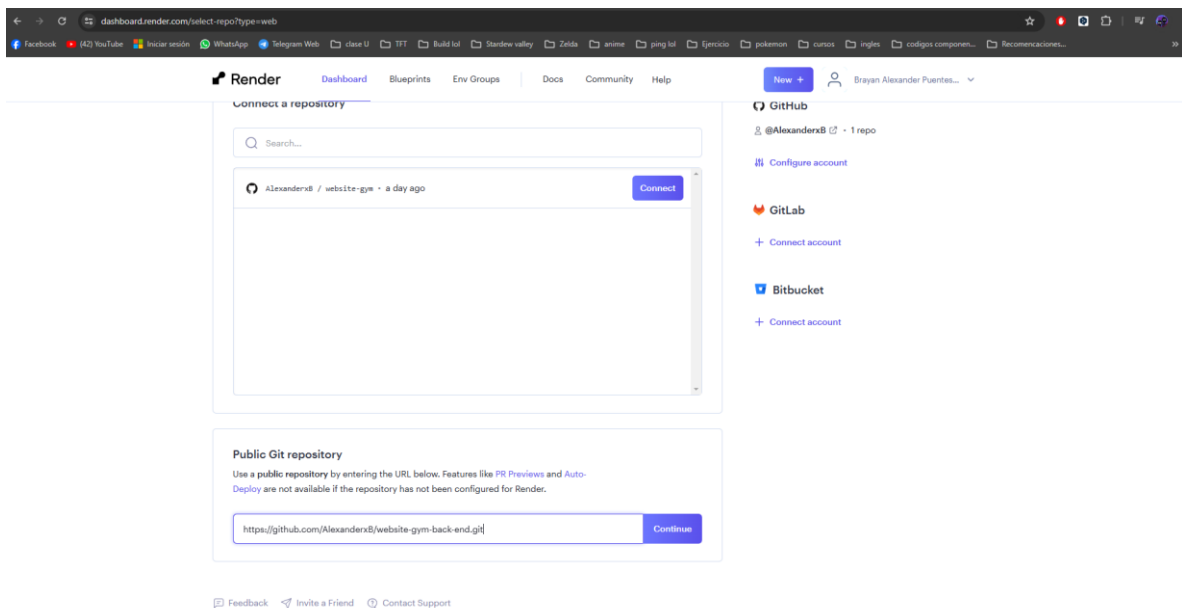 dashboard.render.com/select-repo?type=web
Facebook (42) YouTube Iniciar sesión WhatsApp Telegram Web clase U TFT Build lol Stardew valley Zelda anime ping lol Ejercicio pokemon cursos ingles codigos componen... Recomencaciones... »
Render Dashboard Blueprints Env Groups Docs Community Help New + Brayan Alexander Puentes...
Connect a repository
Search...
AlexanderxB / website-gym • a day ago Connect
GitHub
@AlexanderxB • 1 repo
Configure account
GitLab
+ Connect account
Bitbucket
+ Connect account
Public Git repository
Use a public repository by entering the URL below. Features like PR Previews and Auto-
Deploy are not available if the repository has not been configured for Render.
https://github.com/AlexanderxB/website-gym-back-end.git Continue
Feedback Invite a Friend Contact Support